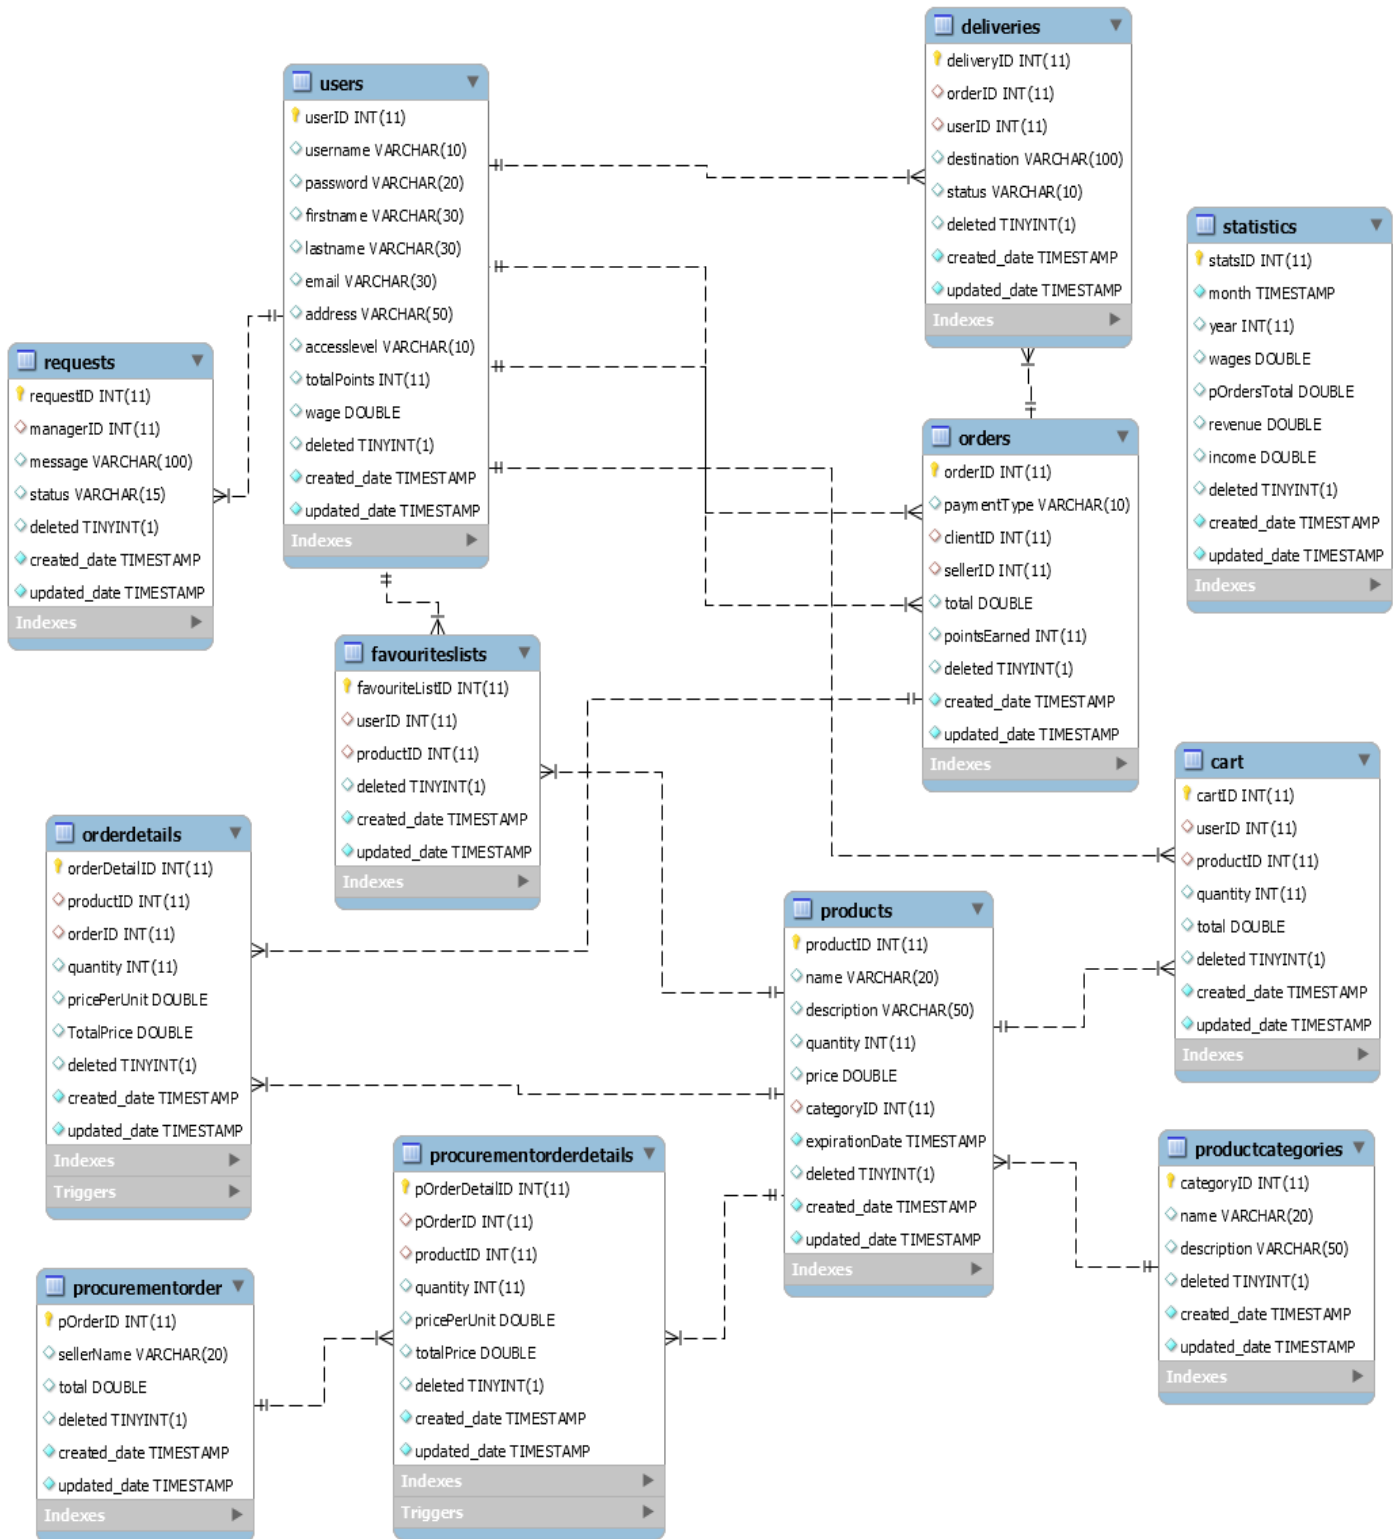 deliveries
deliveryID INT(11)
orderID INT(11)
userID INT(11)
destination VARCHAR(100)
status VARCHAR(10)
deleted TINYINT(1)
created_date TIMESTAMP
updated_date TIMESTAMP
Indexes
users
userID INT(11)
username VARCHAR(10)
password VARCHAR(20)
firstname VARCHAR(30)
lastname VARCHAR(30)
email VARCHAR(30)
address VARCHAR(50)
accesslevel VARCHAR(10)
totalPoints INT(11)
wage DOUBLE
deleted TINYINT(1)
created_date TIMESTAMP
updated_date TIMESTAMP
Indexes
statistics
statsID INT(11)
month TIMESTAMP
year INT(11)
wages DOUBLE
pOrdersTotal DOUBLE
revenue DOUBLE
income DOUBLE
deleted TINYINT(1)
created_date TIMESTAMP
updated_date TIMESTAMP
Indexes
requests
requestID INT(11)
managerID INT(11)
message VARCHAR(100)
status VARCHAR(15)
deleted TINYINT(1)
created_date TIMESTAMP
updated_date TIMESTAMP
Indexes
orders
orderID INT(11)
paymentType VARCHAR(10)
clientID INT(11)
sellerID INT(11)
total DOUBLE
pointsEarned INT(11)
deleted TINYINT(1)
created_date TIMESTAMP
updated_date TIMESTAMP
Indexes
favouriteslists
favouriteListID INT(11)
userID INT(11)
productID INT(11)
deleted TINYINT(1)
created_date TIMESTAMP
updated_date TIMESTAMP
Indexes
cart
cartID INT(11)
userID INT(11)
productID INT(11)
quantity INT(11)
total DOUBLE
deleted TINYINT(1)
created_date TIMESTAMP
updated_date TIMESTAMP
Indexes
orderdetails
orderDetailID INT(11)
productID INT(11)
orderID INT(11)
quantity INT(11)
pricePerUnit DOUBLE
TotalPrice DOUBLE
deleted TINYINT(1)
created_date TIMESTAMP
updated_date TIMESTAMP
Indexes
Triggers
products
productID INT(11)
name VARCHAR(20)
description VARCHAR(50)
quantity INT(11)
price DOUBLE
categoryID INT(11)
expirationDate TIMESTAMP
deleted TINYINT(1)
created_date TIMESTAMP
updated_date TIMESTAMP
Indexes
productcategories
categoryID INT(11)
name VARCHAR(20)
description VARCHAR(50)
deleted TINYINT(1)
created_date TIMESTAMP
updated_date TIMESTAMP
Indexes
procurementorderdetails
pOrderDetailID INT(11)
pOrderID INT(11)
productID INT(11)
quantity INT(11)
pricePerUnit DOUBLE
totalPrice DOUBLE
deleted TINYINT(1)
created_date TIMESTAMP
updated_date TIMESTAMP
Indexes
Triggers
procurementorder
pOrderID INT(11)
sellerName VARCHAR(20)
total DOUBLE
deleted TINYINT(1)
created_date TIMESTAMP
updated_date TIMESTAMP
Indexes